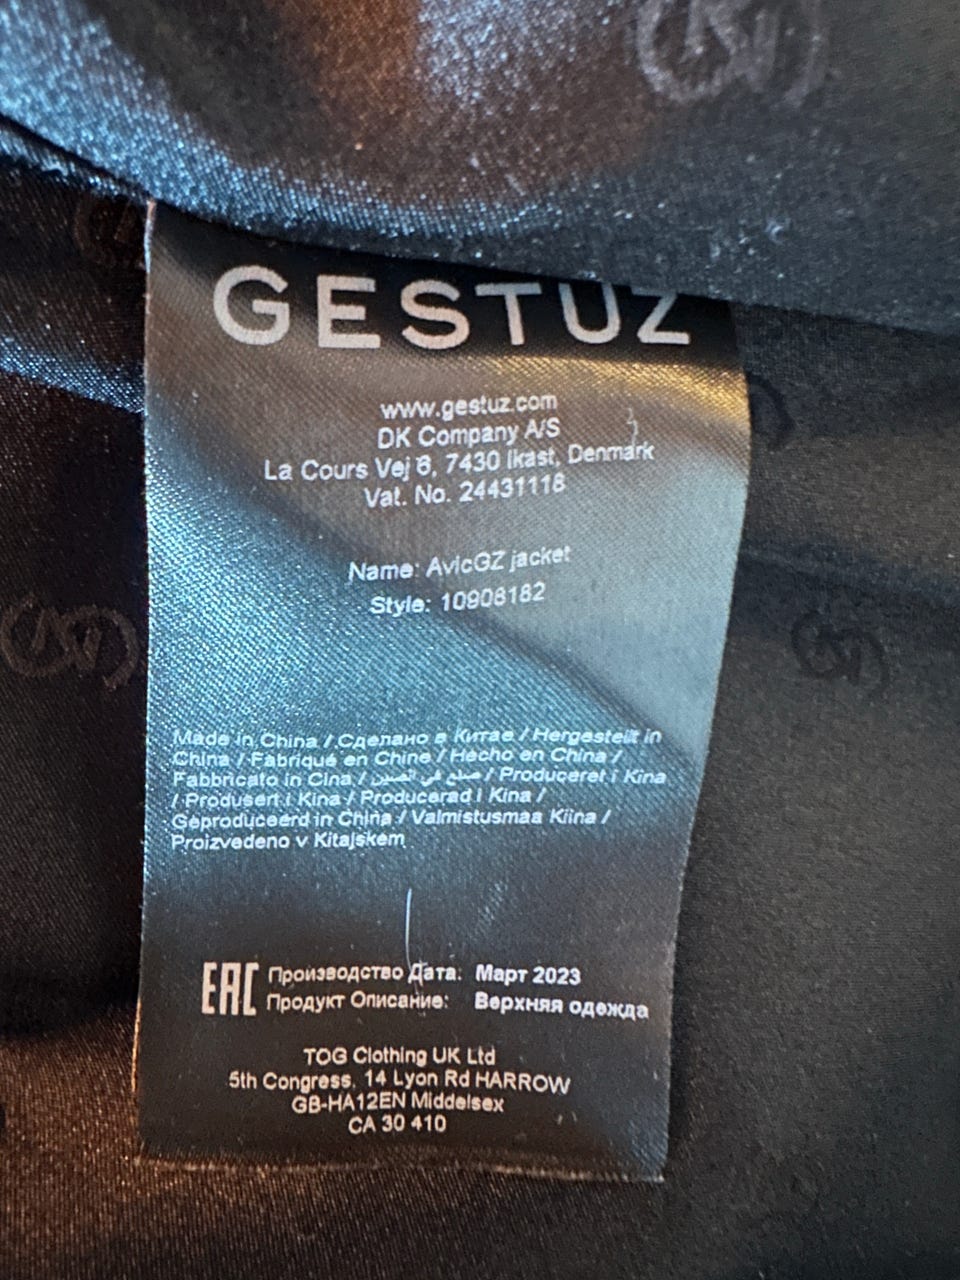 GESTUZ
www.gestuz.com
DK Company A/S
La Cours Vej 6, 7430 Ikast, Denmark
Vat. No. 24431118
Name: AvicGZ jacket
Style: 10908182
Made in China / Сделано в Китае / Hergestellt in
China / Fabriqué en Chine / Hecho en China /
Fabbricato in Cina / صنع في الصين / Produceret i Kina
/ Produsert i Kina / Producerad i Kina /
Geproduceerd in China / Valmistusmaa Kiina /
Proizvedeno v Kitajskem
EAC Производство Дата: Март 2023
Продукт Описание: Верхняя одежда
TOG Clothing UK Ltd
5th Congress, 14 Lyon Rd HARROW
GB-HA12EN Middelsex
CA 30 410